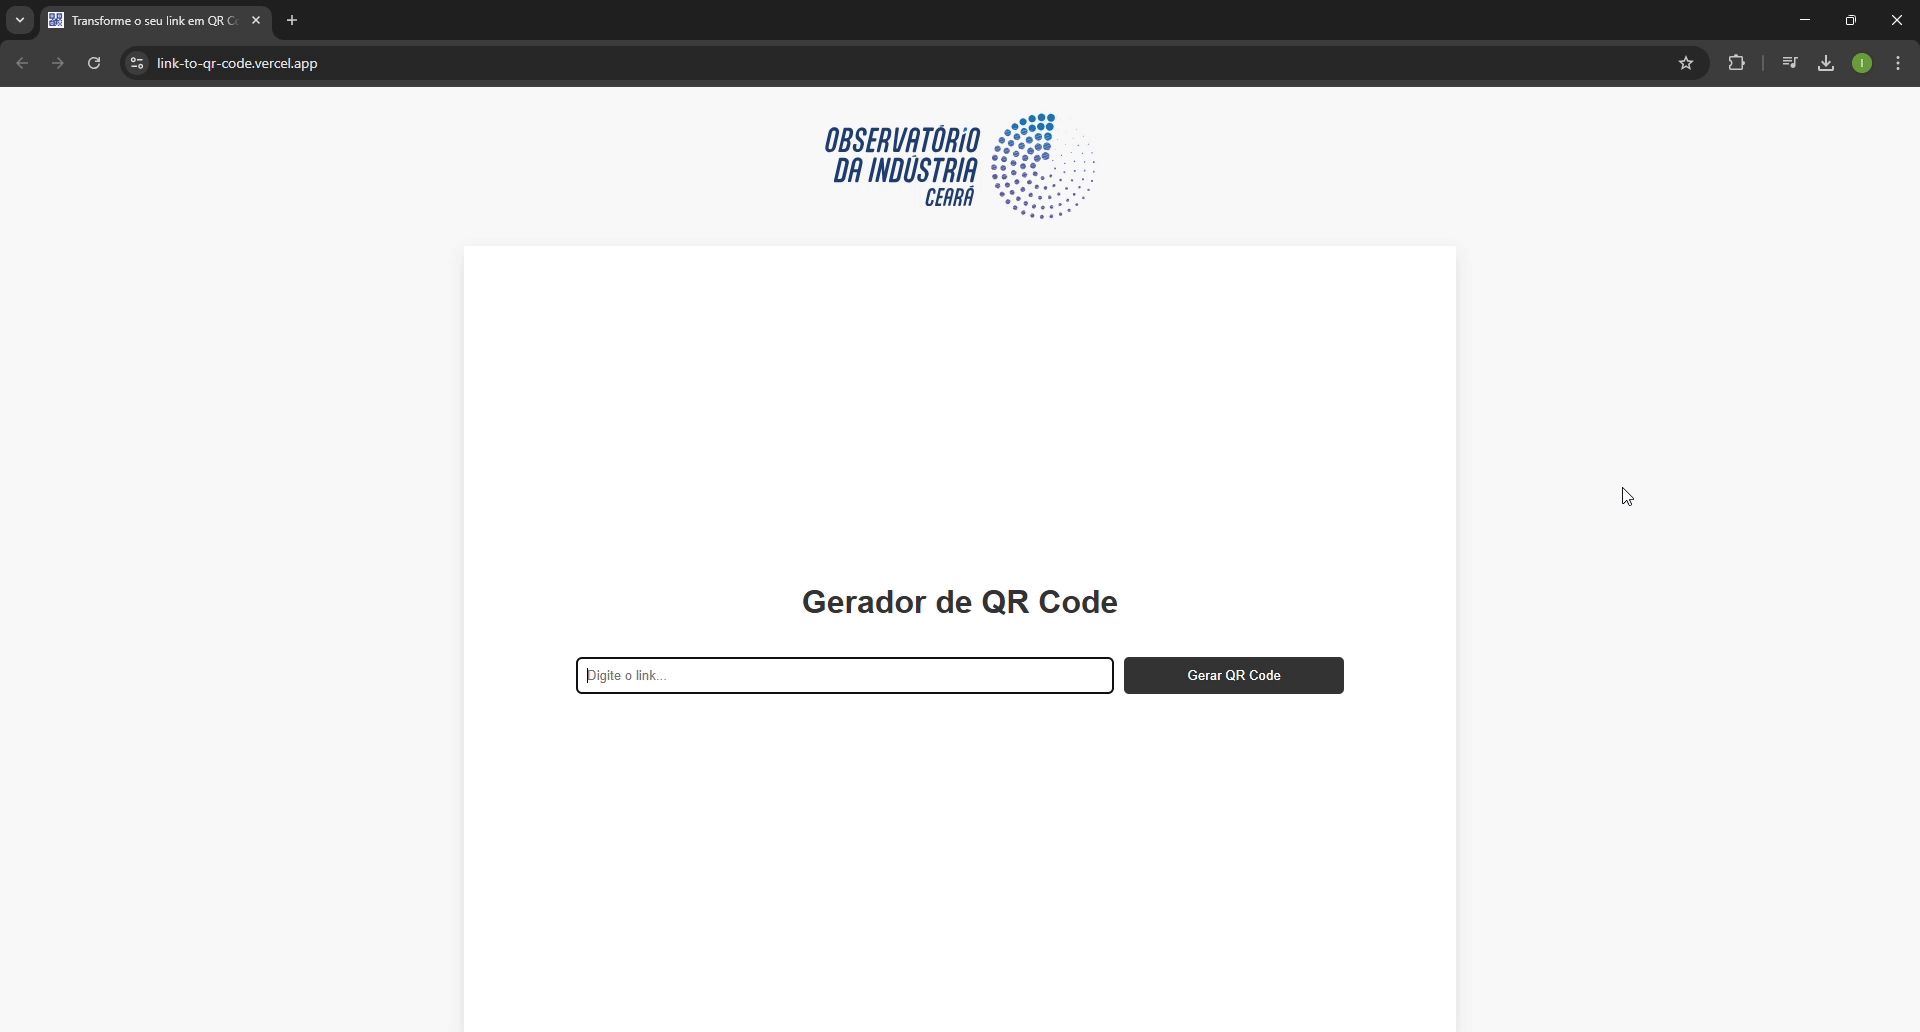 Transforme o seu link em QR Co
link-to-qr-code.vercel.app
I
OBSERVATÓRiO
DA INDÚSTRIA
CEARÁ
Gerador de QR Code
Digite o link...
Gerar QR Code